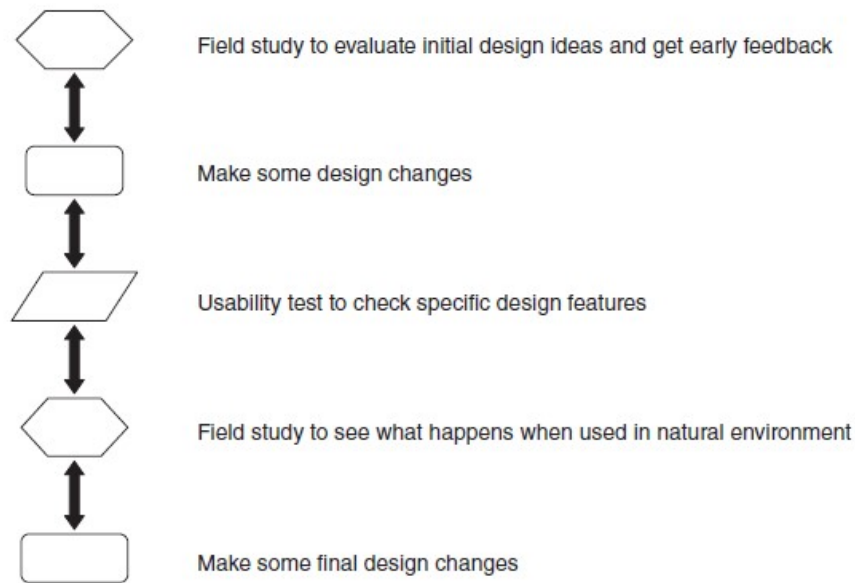 Field study to evaluate initial design ideas and get early feedback
Make some design changes
Usability test to check specific design features
Field study to see what happens when used in natural environment
Make some final design changes